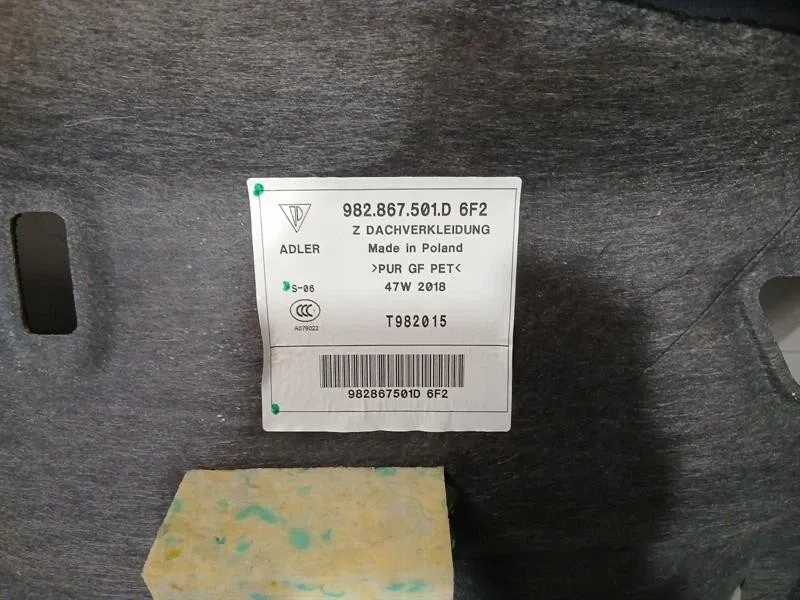 982.867.501.D 6F2
Z DACHVERKLEIDUNG
ADLER
Made in Poland
>PUR GF PET<
S-06
47W 2018
A079022
T982015
982867501D 6F2